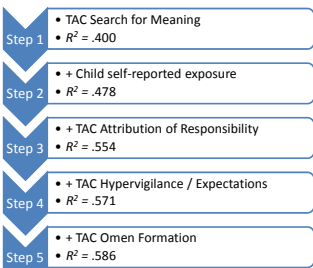 Step 1
• TAC Search for Meaning
• R² = .400
Step 2
• + Child self-reported exposure
• R² = .478
Step 3
• + TAC Attribution of Responsibility
• R² = .554
Step 4
• + TAC Hypervigilance / Expectations
• R² = .571
Step 5
• + TAC Omen Formation
• R² = .586